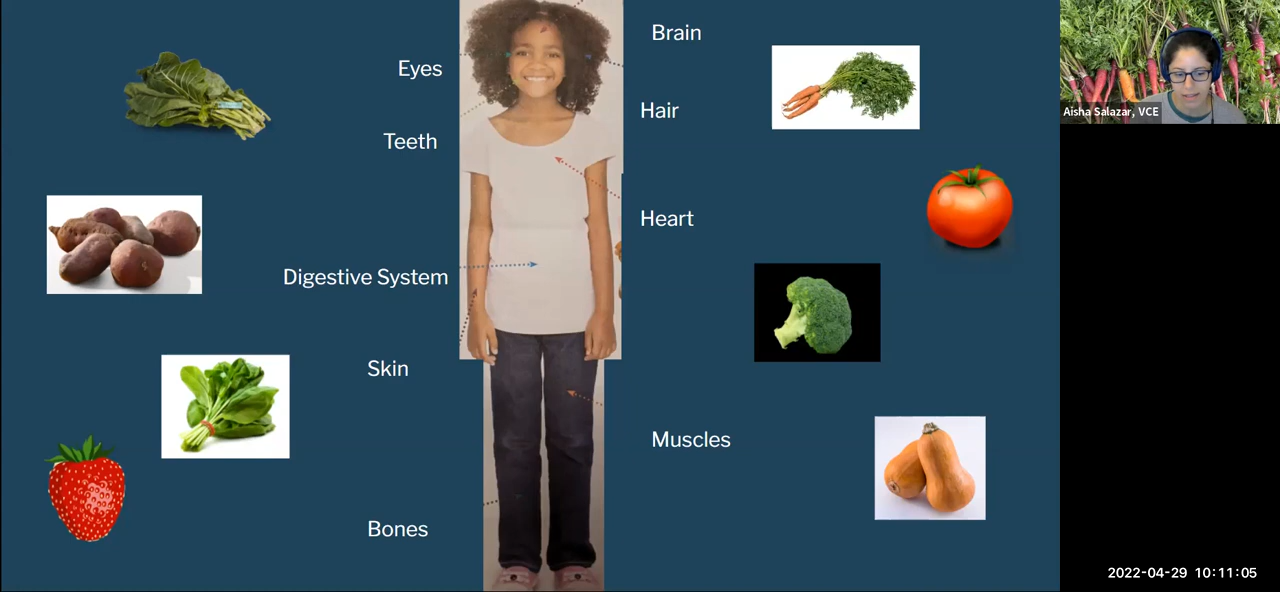 Eyes
Teeth
Digestive System
Skin
Bones
Brain
Hair
Heart
Muscles
Aisha Salazar, VCE
2022-04-29 10:11:05